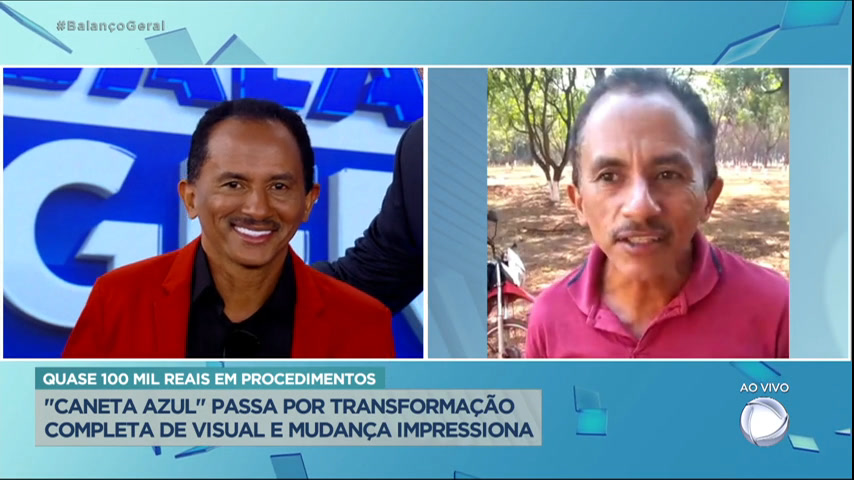 #BalançoGeral
QUASE 100 MIL REAIS EM PROCEDIMENTOS
"CANETA AZUL" PASSA POR TRANSFORMAÇÃO
COMPLETA DE VISUAL E MUDANÇA IMPRESSIONA
AO VIVO